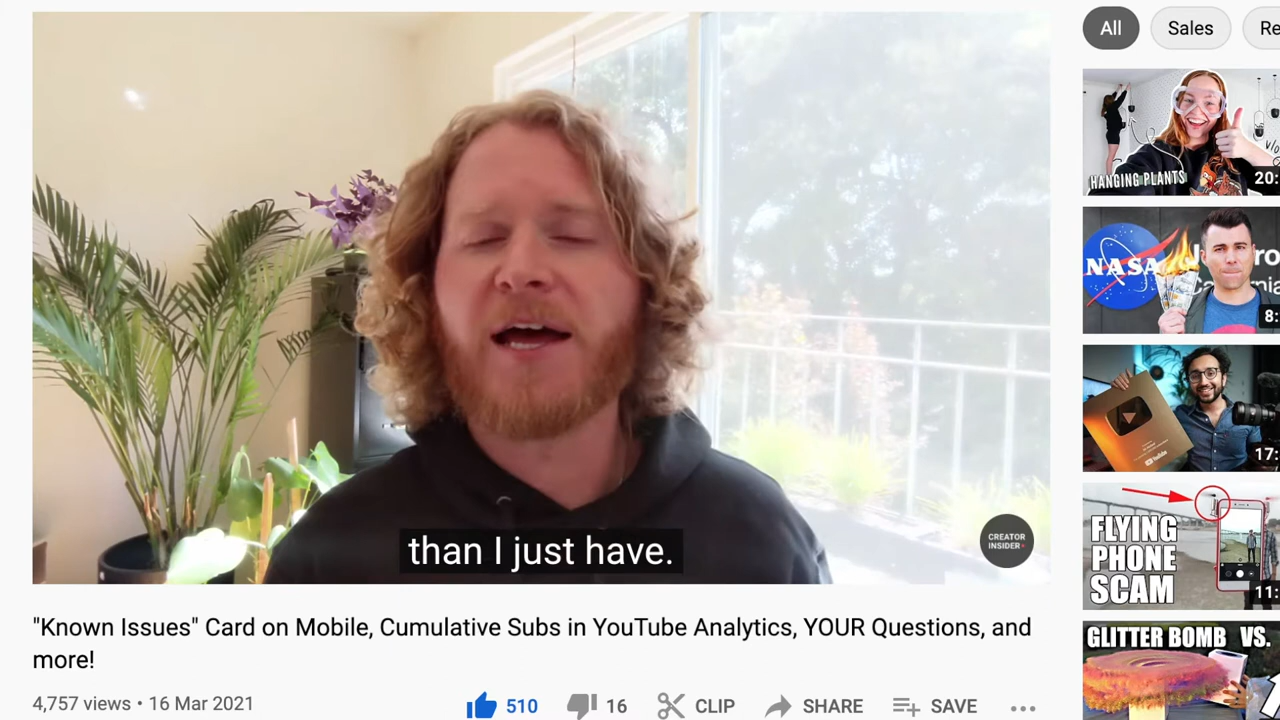 than I just have.
CREATOR
INSIDER
"Known Issues" Card on Mobile, Cumulative Subs in YouTube Analytics, YOUR Questions, and
more!
4,757 views • 16 Mar 2021
510
16
CLIP
SHARE
SAVE
All
Sales
Re
HANGING PLANTS
vlo
20:
NASA
8:
YouTube
17:
FLYING
PHONE
SCAM
11:
GLITTER BOMB VS.